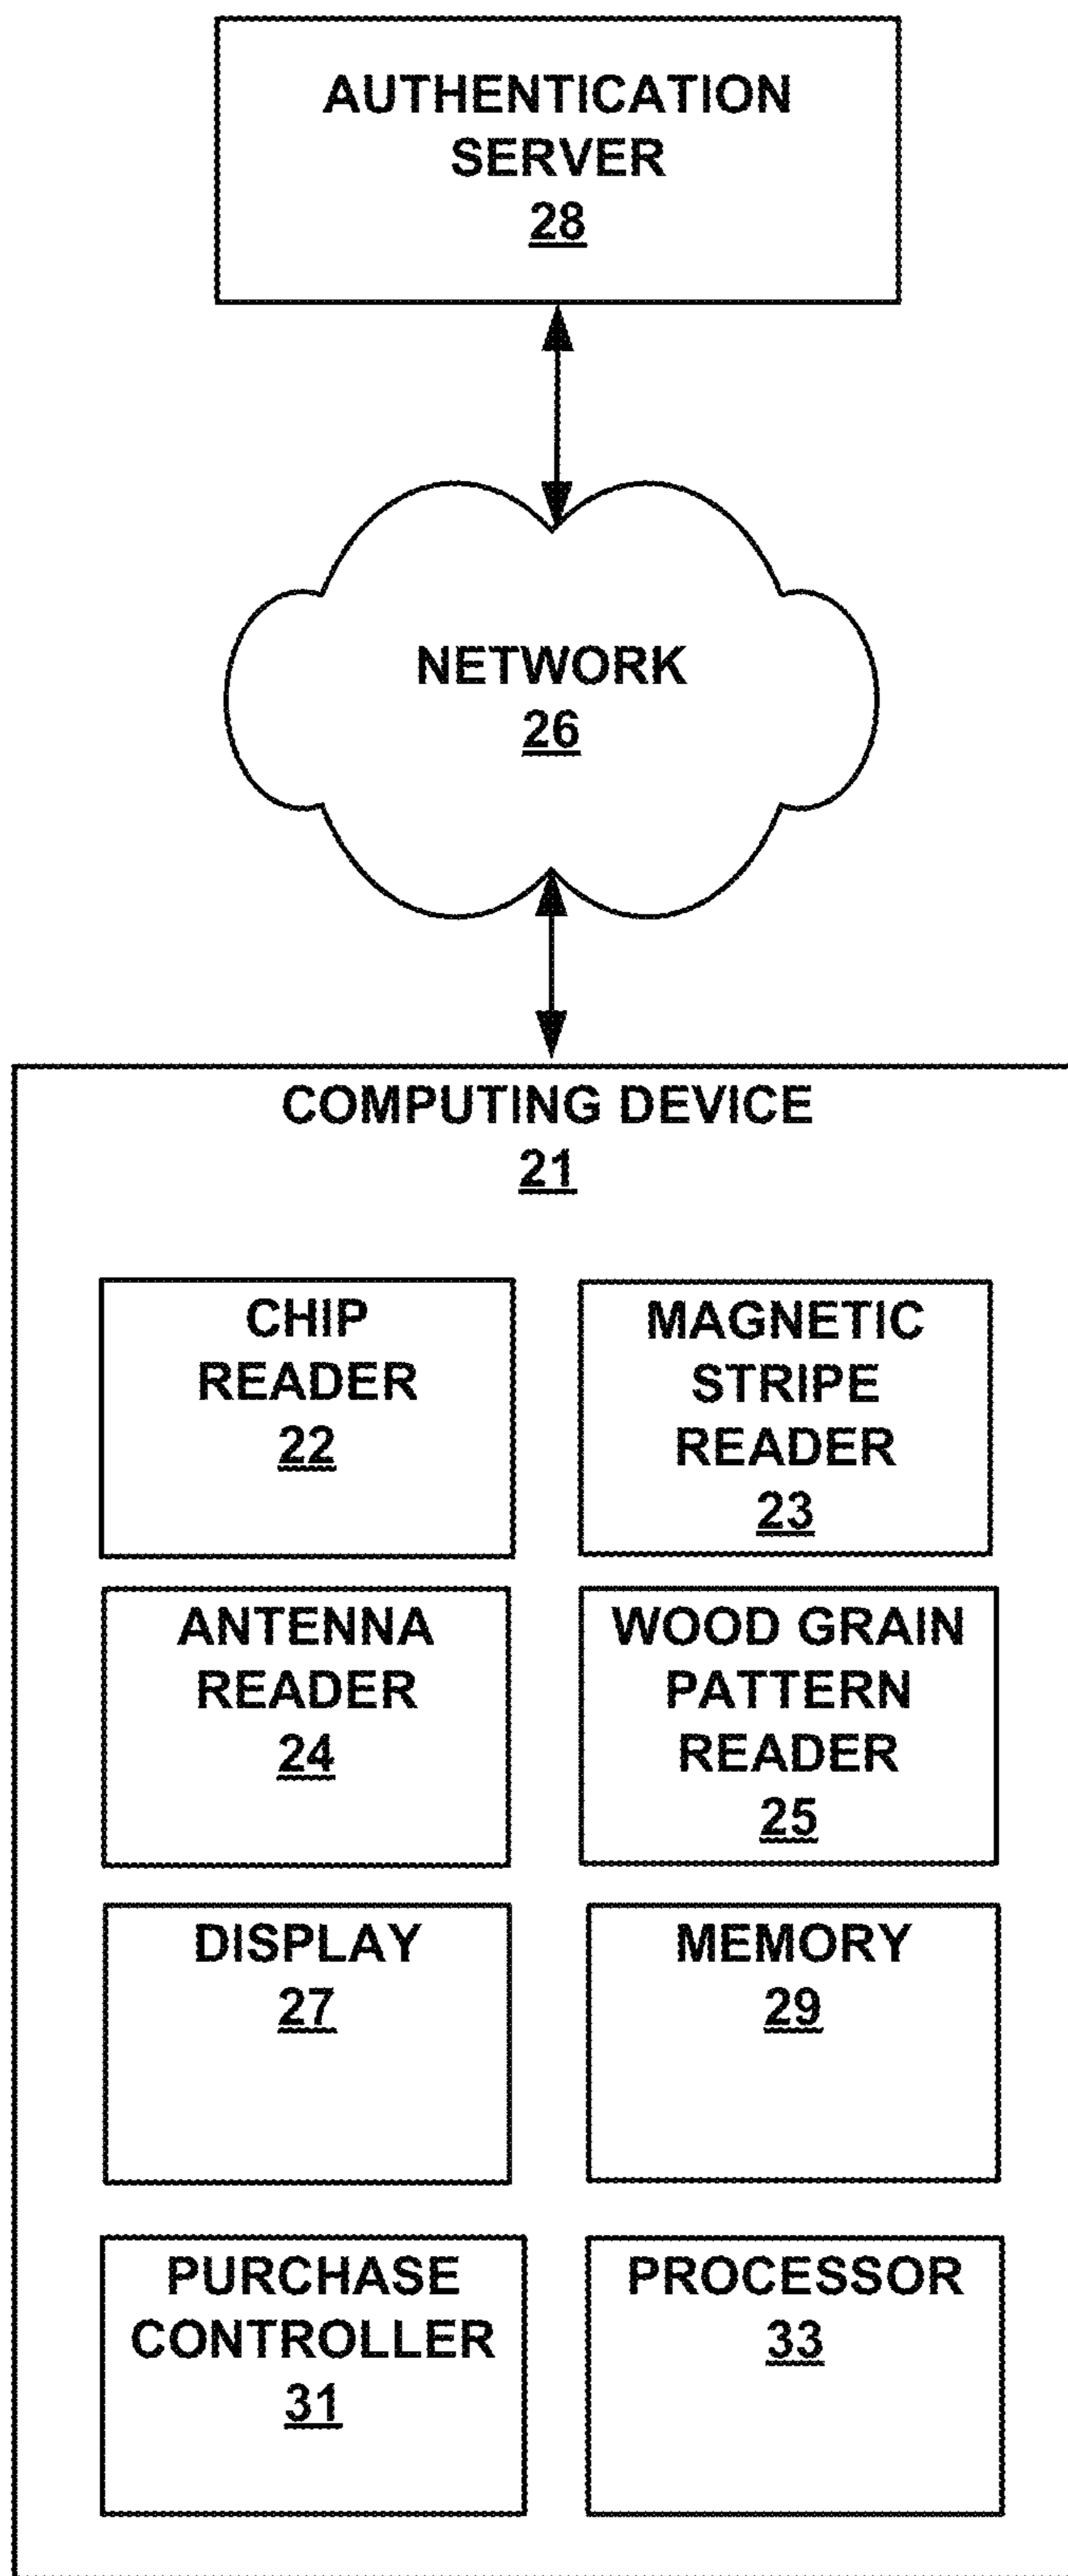 AUTHENTICATION
SERVER
28
NETWORK
26
COMPUTING DEVICE
21
CHIP
READER
22
MAGNETIC
STRIPE
READER
23
ANTENNA
READER
24
WOOD GRAIN
PATTERN
READER
25
DISPLAY
27
MEMORY
29
PURCHASE
CONTROLLER
31
PROCESSOR
33